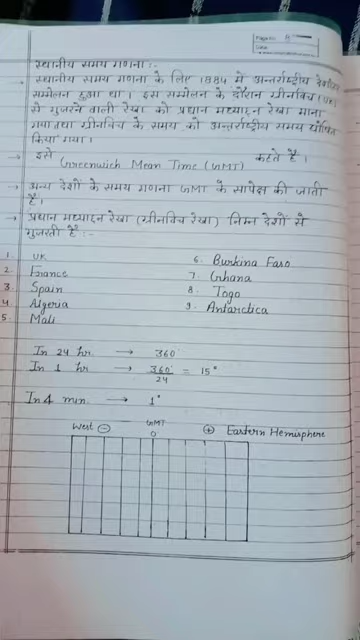 Page No.
Date
स्थानीय समय गणना :-
→ स्थानीय समय गणना के लिए 1884 में अन्तर्राष्ट्रीय देशांतर
सम्मेलन हुआ था। इस सम्मेलन के दौरान ग्रीनविच (UK)
से गुजरने वाली रेखा को प्रधान मध्याह्न रेखा माना
गया तथा ग्रीनविच के समय को अन्तर्राष्ट्रीय समय घोषित
किया गया।
→ इसे Greenwich Mean Time (GMT) कहते है।
→ अन्य देशों के समय गणना GMT के सापेक्ष की जाती
है।
→ प्रधान मध्याह्न रेखा (ग्रीनविच रेखा) निम्न देशों से
गुजरती है :-
1. UK
2. France
3. Spain
4. Algeria
5. Mali
6. Burkina Faso
7. Ghana
8. Togo
9. Antarctica
In 24 hr. → 360
In 1 hr → 360°/24 = 15°
In 4 min. → 1°
West ⊖ GMT ⊕ Eastern Hemisphere
0